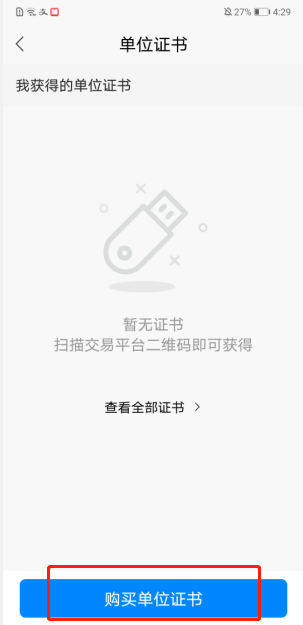 27% 4:29
单位证书
我获得的单位证书
暂无证书
扫描交易平台二维码即可获得
查看全部证书
购买单位证书